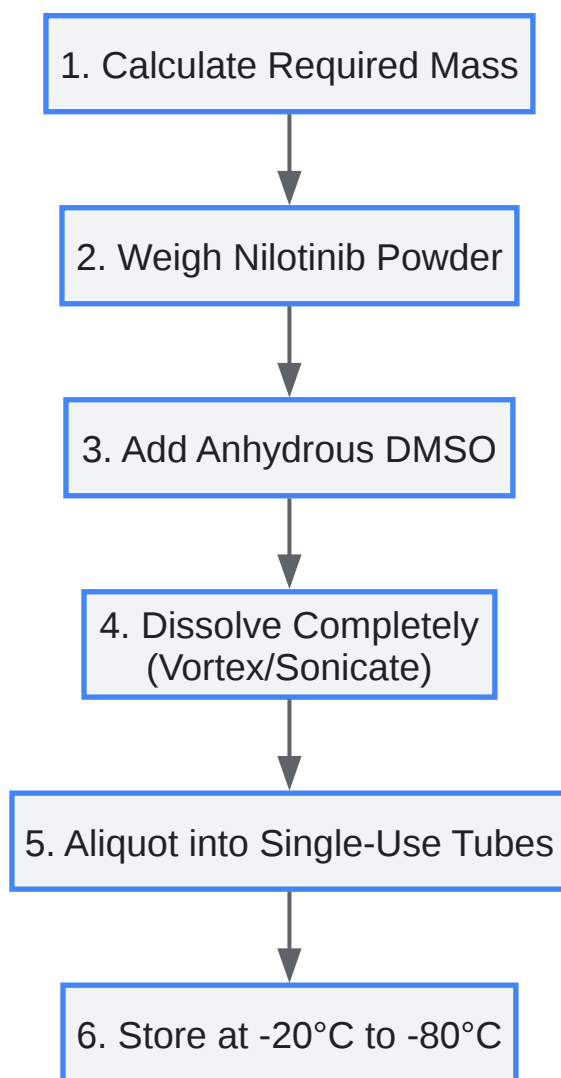 1. Calculate Required Mass
2. Weigh Nilotinib Powder
3. Add Anhydrous DMSO
4. Dissolve Completely
(Vortex/Sonicate)
5. Aliquot into Single-Use Tubes
6. Store at -20°C to -80°C